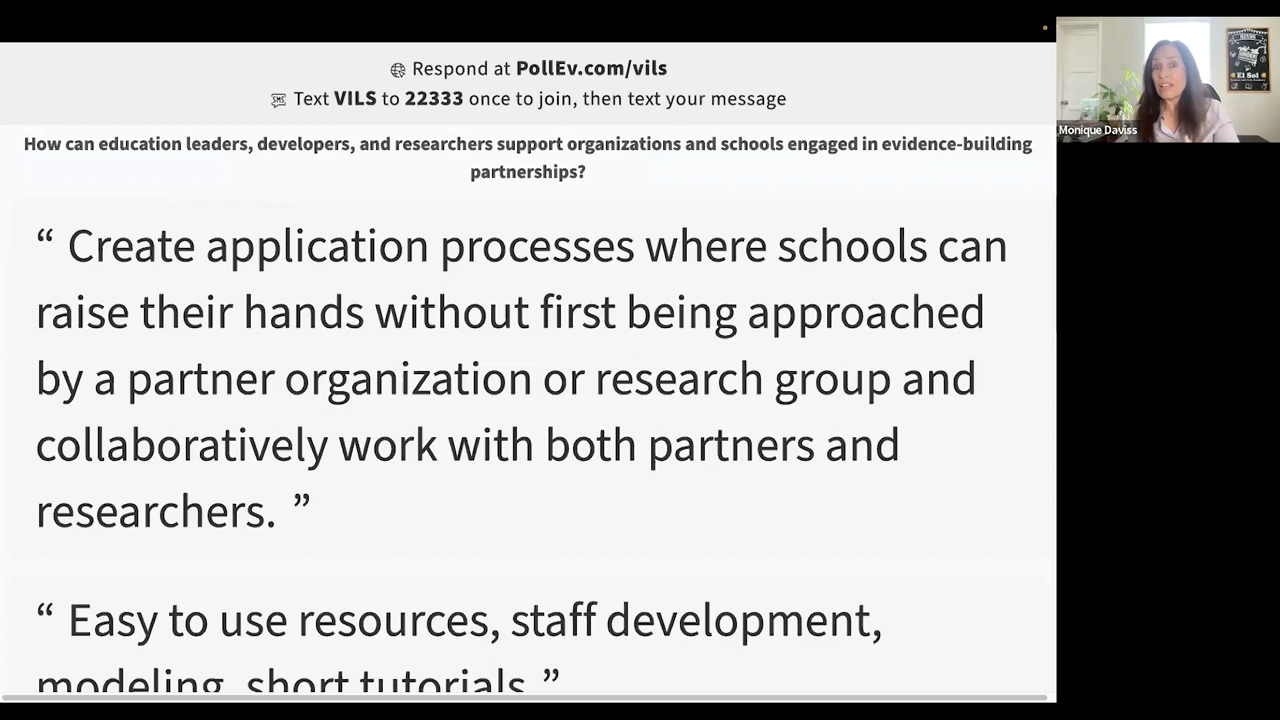 Respond at PollEv.com/vils
SMS Text VILS to 22333 once to join, then text your message
How can education leaders, developers, and researchers support organizations and schools engaged in evidence-building
partnerships?
“ Create application processes where schools can
raise their hands without first being approached
by a partner organization or research group and
collaboratively work with both partners and
researchers. ”
“ Easy to use resources, staff development,
modeling, short tutorials. ”
Monique Daviss
El Sol